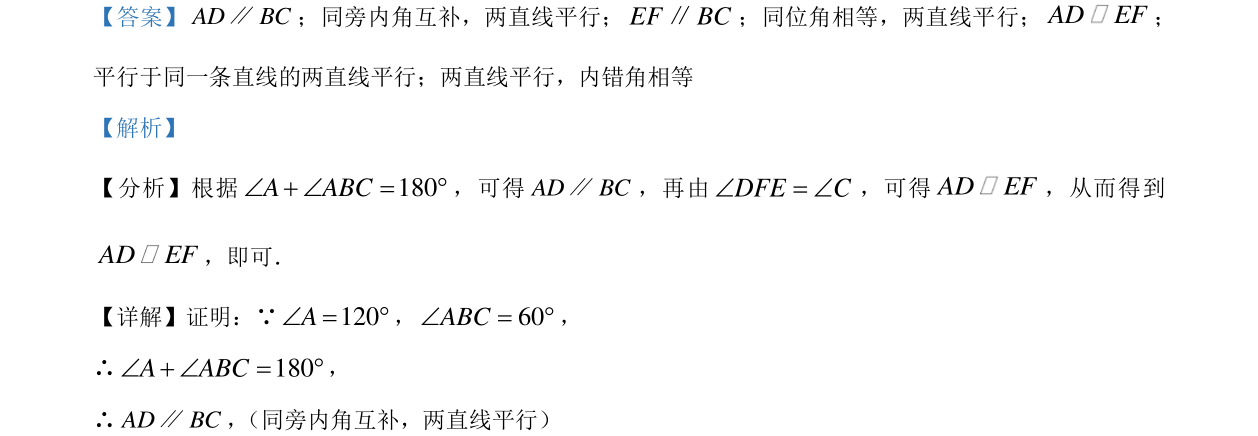 【答案】AD∥BC；同旁内角互补，两直线平行；EF∥BC；同位角相等，两直线平行；AD□EF；
平行于同一条直线的两直线平行；两直线平行，内错角相等
【解析】
【分析】根据∠A+∠ABC=180°，可得AD∥BC，再由∠DFE=∠C，可得AD□EF，从而得到
AD□EF，即可．
【详解】证明：∵∠A=120°，∠ABC=60°，
∴∠A+∠ABC=180°，
∴AD∥BC，（同旁内角互补，两直线平行）